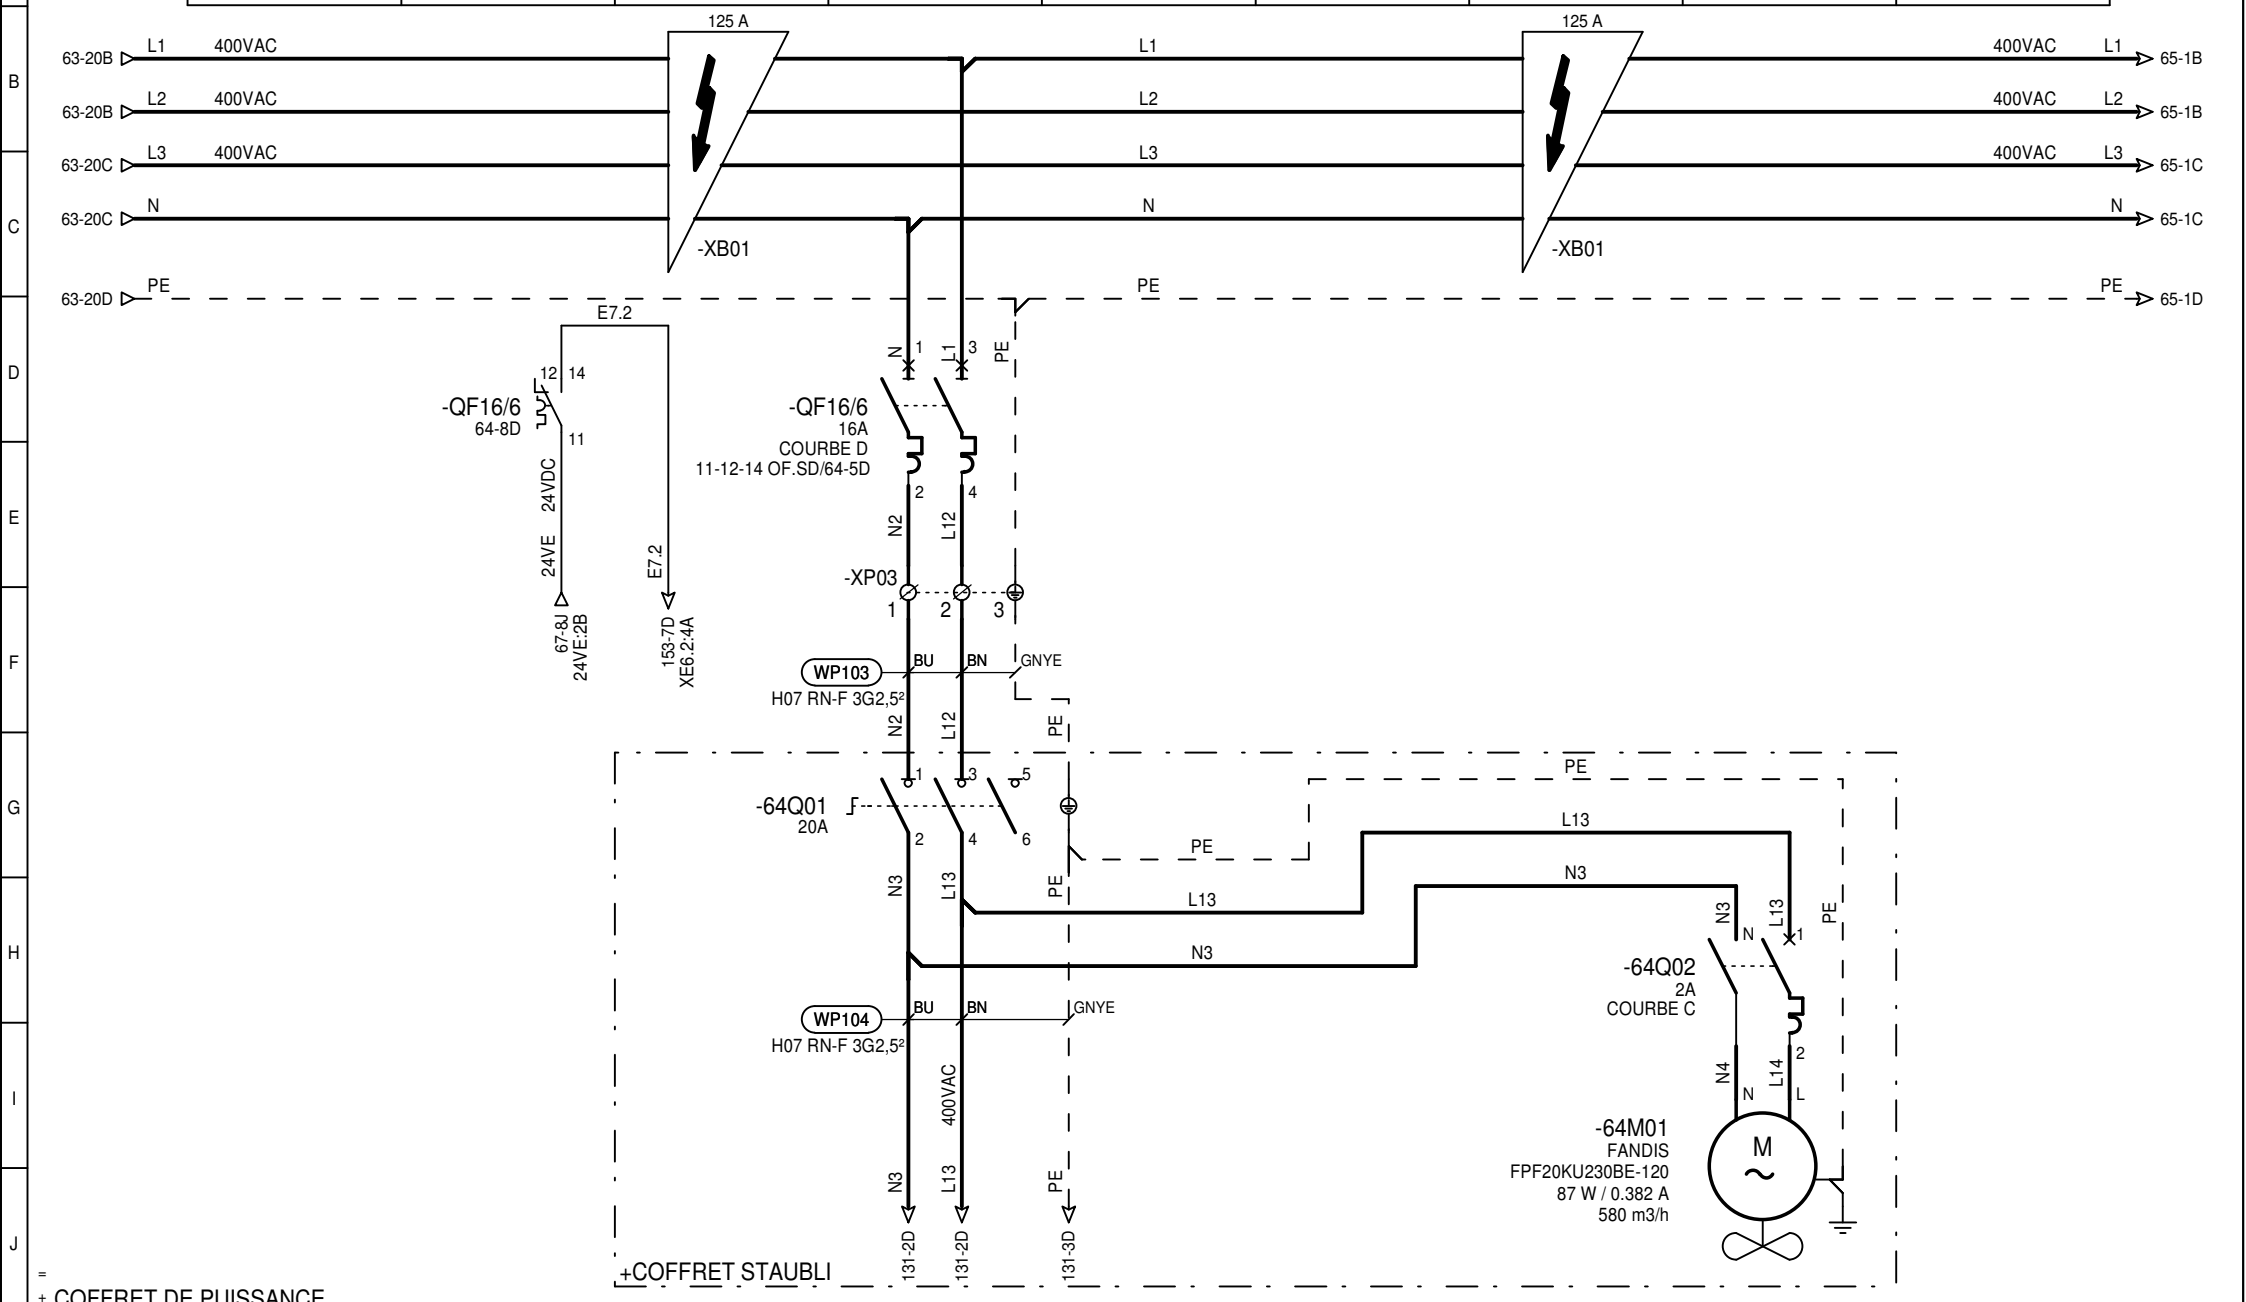 125 A
125 A
B
63-20B
L1
400VAC
L1
400VAC
L1
65-1B
63-20B
L2
400VAC
L2
400VAC
L2
65-1B
63-20C
L3
400VAC
L3
400VAC
L3
65-1C
C
63-20C
N
N
N
65-1C
-XB01
-XB01
63-20D
PE
PE
PE
65-1D
E7.2
D
N
1
L1
3
PE
12
14
-QF16/6
64-8D
11
-QF16/6
16A
COURBE D
11-12-14 OF.SD/64-5D
2
4
E
24VDC
24VE
E7.2
N2
L12
-XP03
1
2
3
67-8J
24VE:2B
153-7D
XE6.2:4A
F
WP103
BU
BN
GNYE
H07 RN-F 3G2,5²
N2
L12
PE
G
1
3
5
PE
-64Q01
20A
2
4
6
PE
L13
N3
L13
PE
L13
N3
N3
L13
PE
H
N3
N
1
-64Q02
2A
COURBE C
WP104
BU
BN
GNYE
H07 RN-F 3G2,5²
2
I
400VAC
N4
L14
N
L
-64M01
FANDIS
FPF20KU230BE-120
87 W / 0.382 A
580 m3/h
M
N3
L13
PE
J
131-2D
131-2D
131-3D
+COFFRET STAUBLI
=
+ COFFRET DE PUISSANCE